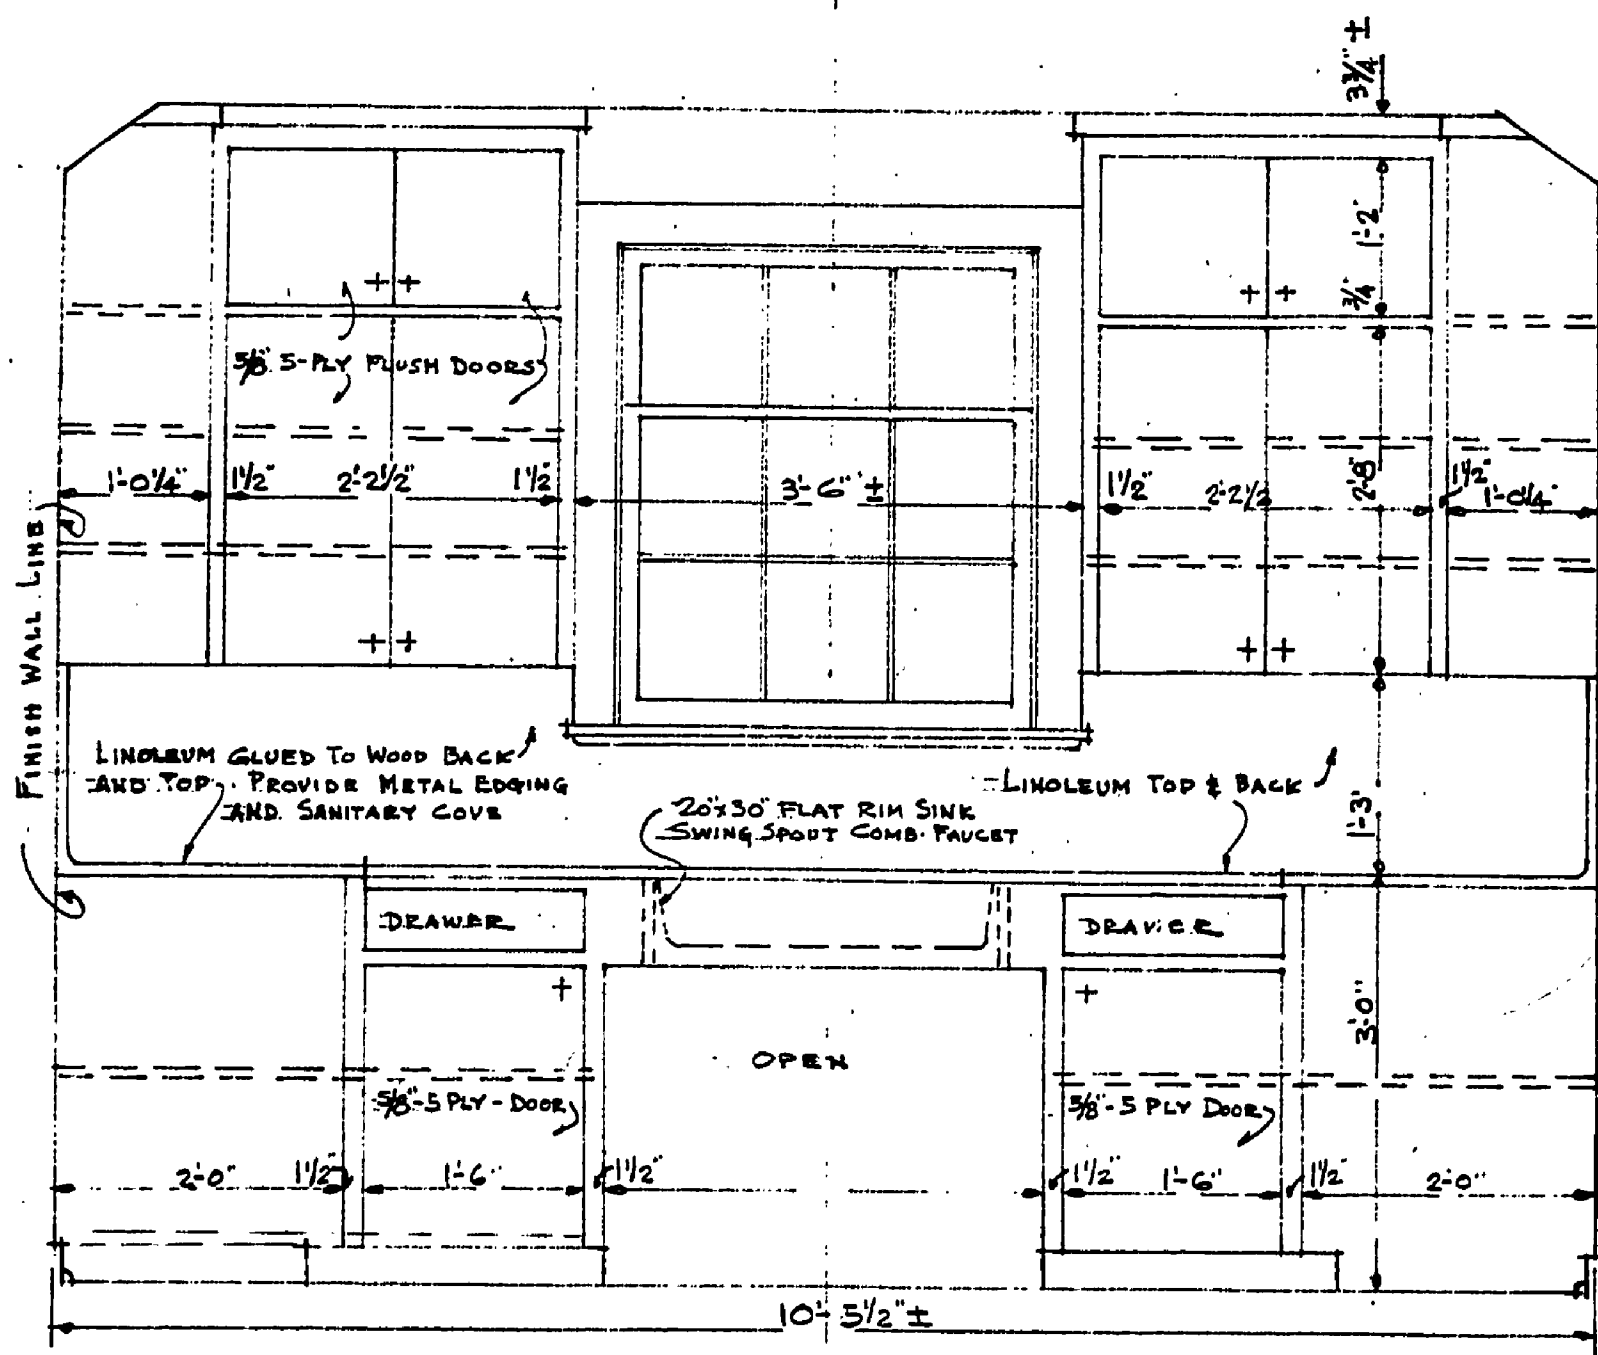 3¾" ±
1'-2"
¾"
5/8" 5-PLY FLUSH DOORS
1'-0¼" 1½" 2'-2½" 1½" 3'-6" ± 1½" 2'-2½ 2'-8" 1½" 1'-0¼"
FINISH WALL LINE
LINOLEUM GLUED TO WOOD BACK
AND TOP. PROVIDE METAL EDGING
AND SANITARY COVE
20"x30" FLAT RIM SINK
SWING SPOUT COMB. FAUCET
LINOLEUM TOP & BACK
1'-3"
DRAWER
DRAWER
OPEN
3'-0"
5/8"-5 PLY-DOOR
5/8"-5 PLY DOOR
2'-0" 1½" 1'-6" 1½" 1½" 1'-6" 1½" 2'-0"
10'-5½" ±